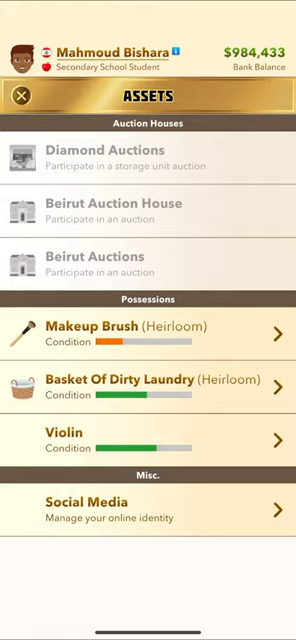 Mahmoud Bishara
$984,433
Secondary School Student
Bank Balance
ASSETS
Auction Houses
Diamond Auctions
Participate in a storage unit auction
Beirut Auction House
Participate in an auction
Beirut Auctions
Participate in an auction
Possessions
Makeup Brush (Heirloom)
Condition
Basket Of Dirty Laundry (Heirloom)
Condition
Violin
Condition
Misc.
Social Media
Manage your online identity